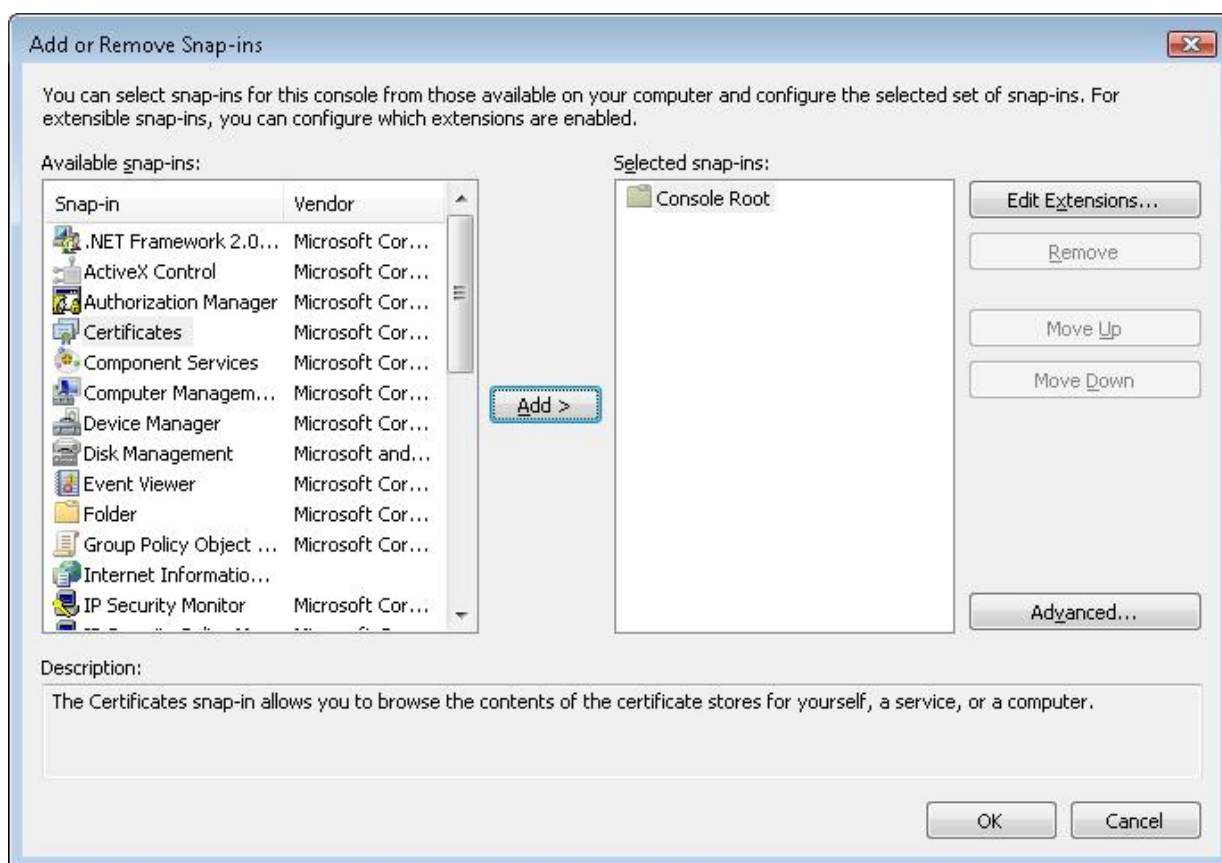 Add or Remove Snap-ins
You can select snap-ins for this console from those available on your computer and configure the selected set of snap-ins. For
extensible snap-ins, you can configure which extensions are enabled.
Available snap-ins:
Selected snap-ins:
Snap-in Vendor
.NET Framework 2.0... Microsoft Cor...
ActiveX Control Microsoft Cor...
Authorization Manager Microsoft Cor...
Certificates Microsoft Cor...
Component Services Microsoft Cor...
Computer Managem... Microsoft Cor...
Device Manager Microsoft Cor...
Disk Management Microsoft and...
Event Viewer Microsoft Cor...
Folder Microsoft Cor...
Group Policy Object ... Microsoft Cor...
Internet Informatio...
IP Security Monitor Microsoft Cor...
Add >
Console Root
Edit Extensions...
Remove
Move Up
Move Down
Advanced...
Description:
The Certificates snap-in allows you to browse the contents of the certificate stores for yourself, a service, or a computer.
OK
Cancel